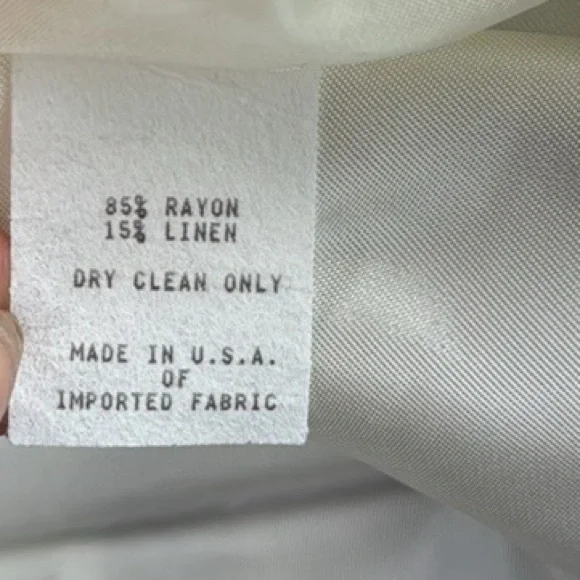 85% RAYON
15% LINEN
DRY CLEAN ONLY
MADE IN U.S.A.
OF
IMPORTED FABRIC